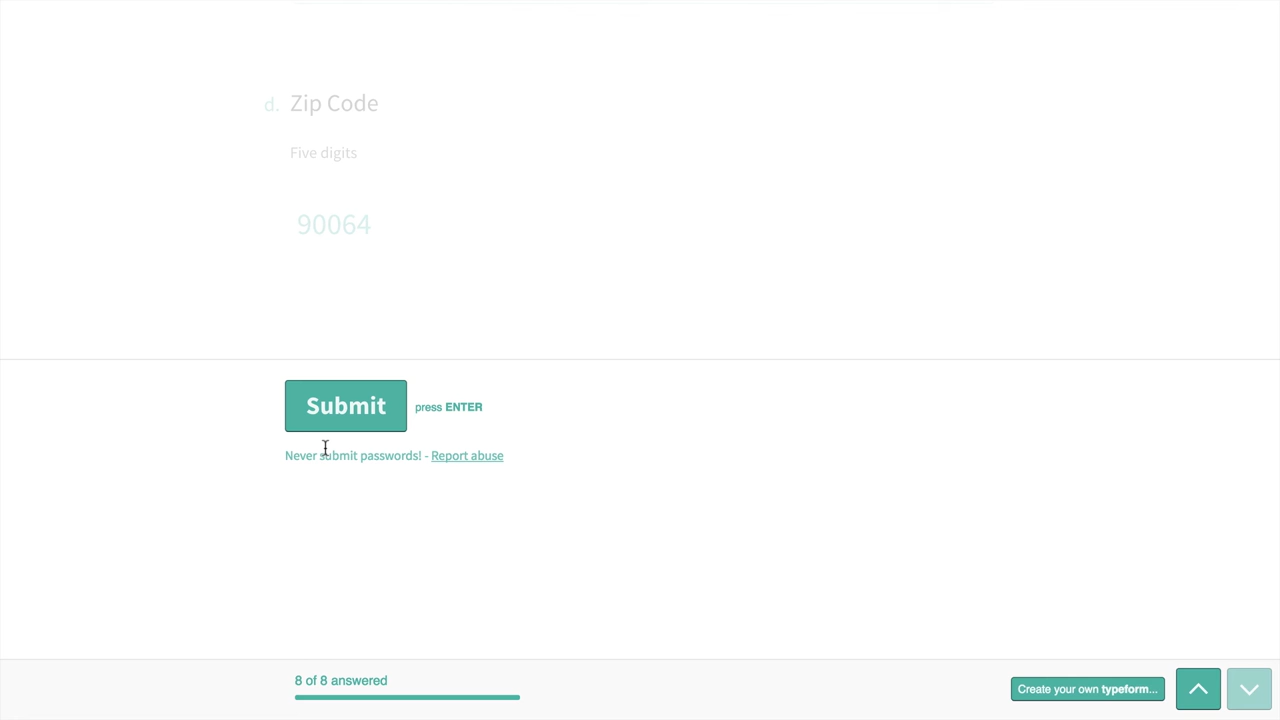 d. Zip Code
Five digits
90064
Submit press ENTER
Never submit passwords! - Report abuse
8 of 8 answered
Create your own typeform...